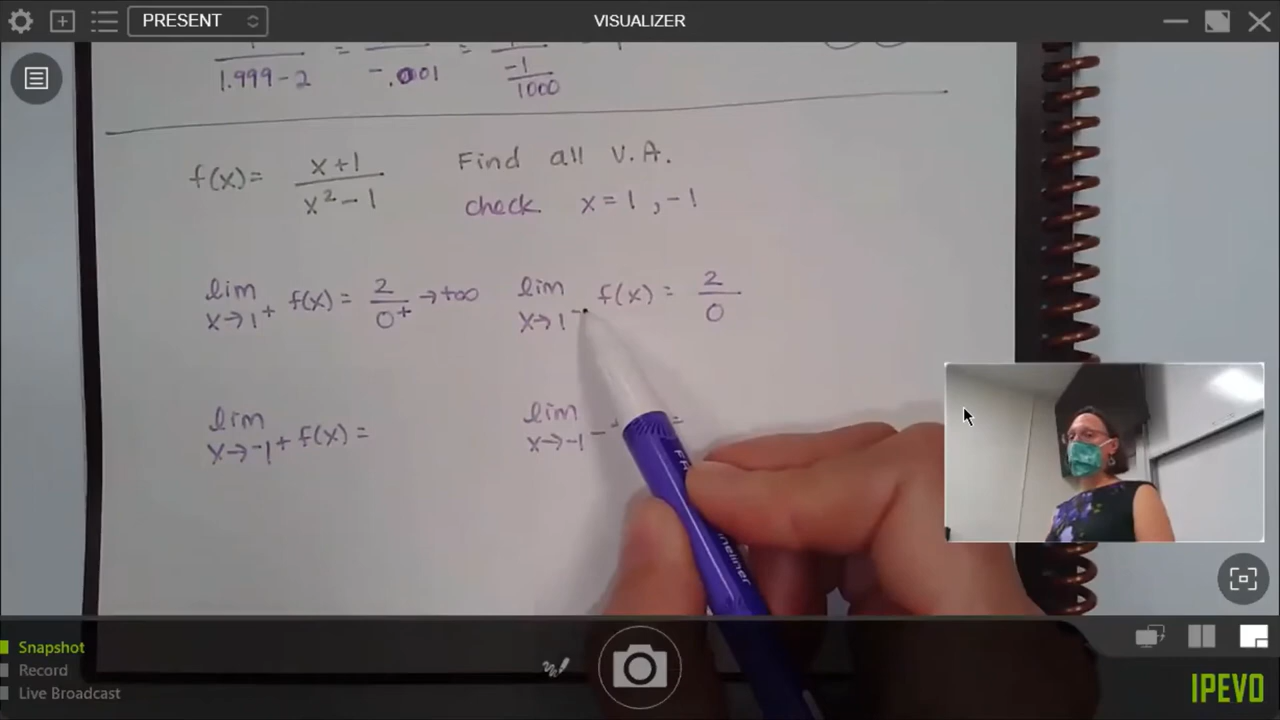 PRESENT
VISUALIZER
1.999 - 2 = -.001 = -1/1000
f(x) = x+1 / x² - 1 Find all V.A.
check x = 1, -1
lim x→1⁺ f(x) = 2/0⁺ → +∞ lim x→1⁻ f(x) = 2/0
lim x→-1⁺ f(x) = lim x→-1⁻ =
Fineliner
Snapshot
Record
Live Broadcast
IPEVO